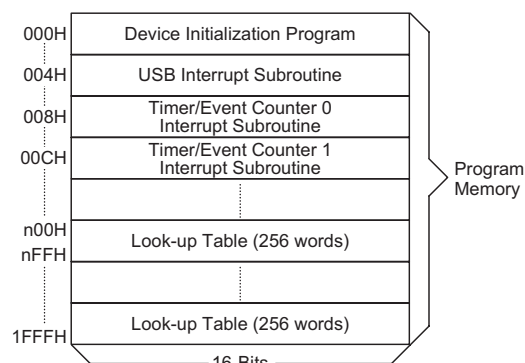 000H
Device Initialization Program
004H
USB Interrupt Subroutine
008H
Timer/Event Counter 0
Interrupt Subroutine
00CH
Timer/Event Counter 1
Interrupt Subroutine
Program
Memory
n00H
Look-up Table (256 words)
nFFH
Look-up Table (256 words)
1FFFH
16 Bits